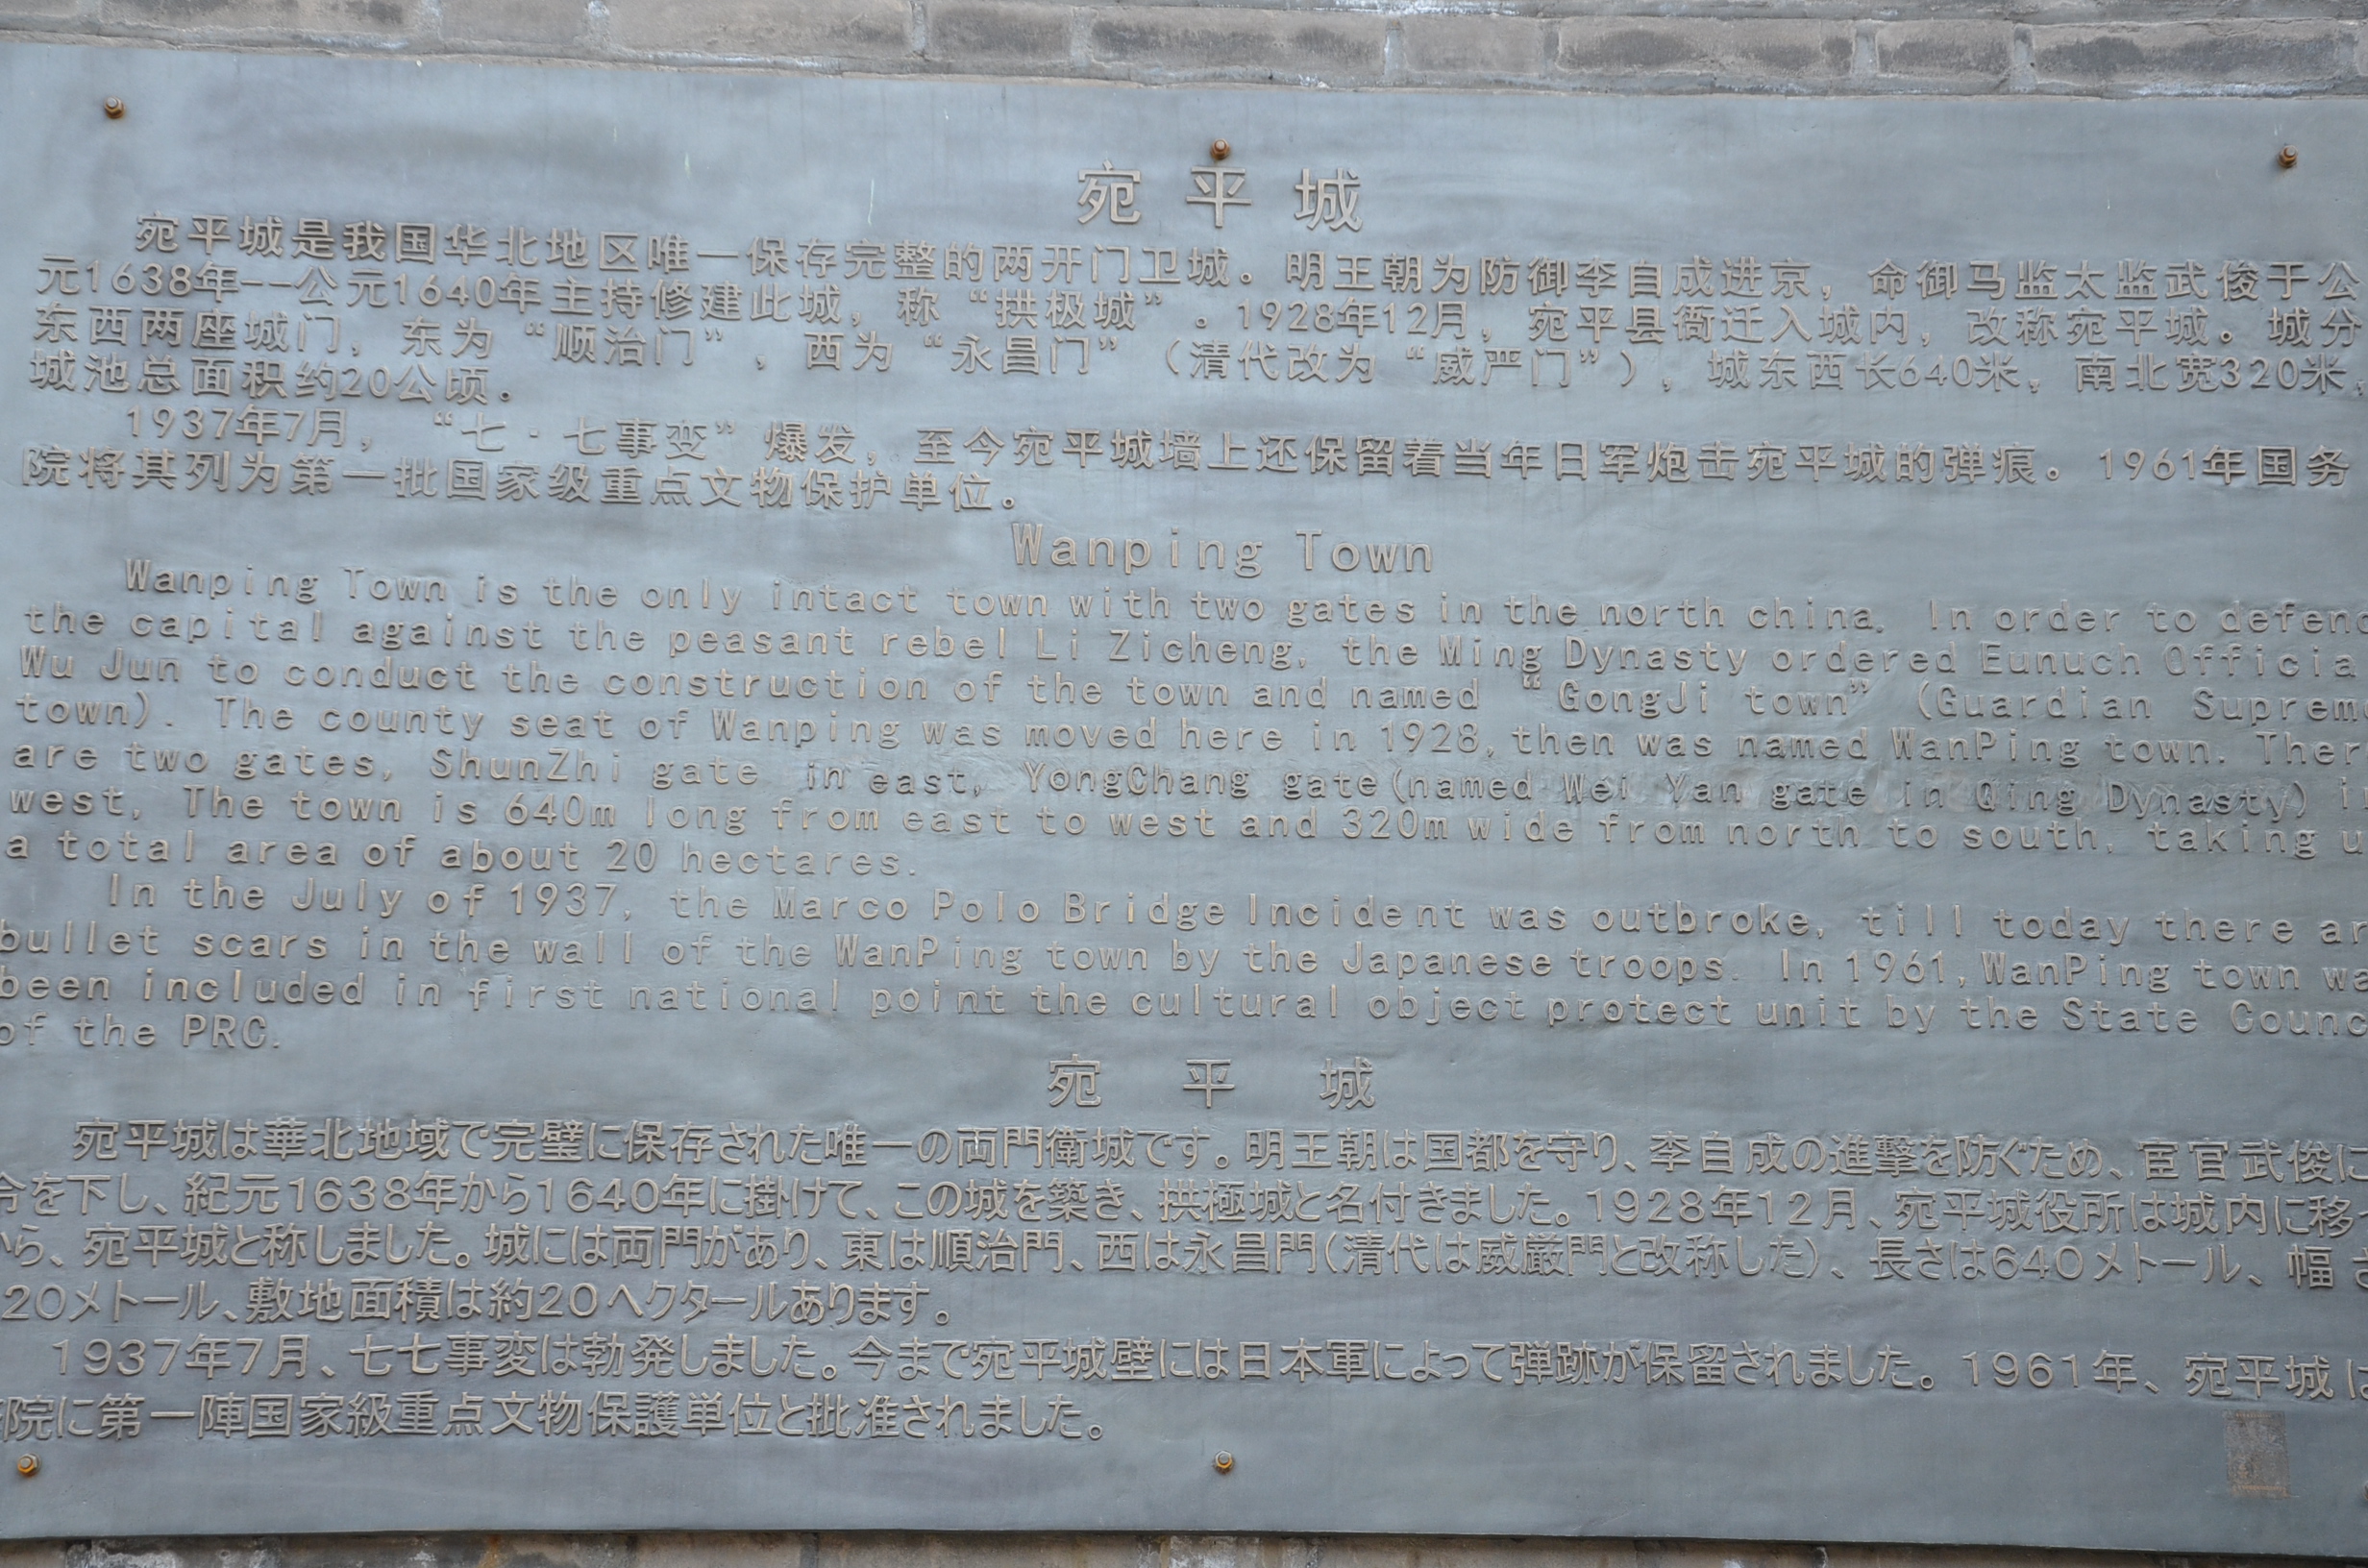 宛平城
宛平城是我国华北地区唯一保存完整的两开门卫城。明王朝为防御李自成进京，命御马监太监武俊于公
元1638年--公元1640年主持修建此城，称“拱极城”。1928年12月，宛平县衙迁入城内，改称宛平城。城分
东西两座城门，东为“顺治门”，西为“永昌门”（清代改为“威严门”），城东西长640米，南北宽320米，
城池总面积约20公顷。
1937年7月，“七·七事变”爆发，至今宛平城墙上还保留着当年日军炮击宛平城的弹痕。1961年国务
院将其列为第一批国家级重点文物保护单位。
Wanping Town
Wanping Town is the only intact town with two gates in the north china. In order to defend
the capital against the peasant rebel Li Zicheng, the Ming Dynasty ordered Eunuch Officia
Wu Jun to conduct the construction of the town and named “GongJi town” (Guardian Supreme
town). The county seat of Wanping was moved here in 1928, then was named WanPing town. Ther
are two gates, ShunZhi gate in east, YongChang gate(named Wei Yan gate in Qing Dynasty) in
west, The town is 640m long from east to west and 320m wide from north to south, taking u
a total area of about 20 hectares.
In the July of 1937, the Marco Polo Bridge Incident was outbroke, till today there ar
bullet scars in the wall of the WanPing town by the Japanese troops. In 1961, WanPing town wa
been included in first national point the cultural object protect unit by the State Counc
of the PRC.
宛平城
宛平城は華北地域で完璧に保存された唯一の両門衛城です。明王朝は国都を守り、李自成の進撃を防ぐため、宦官武俊に
令を下し、紀元1638年から1640年に掛けて、この城を築き、拱極城と名付きました。1928年12月、宛平城役所は城内に移っ
から、宛平城と称しました。城には両門があり、東は順治門、西は永昌門（清代は威厳門と改称した）、長さは640メトール、幅さ
20メトール、敷地面積は約20ヘクタールあります。
1937年7月、七七事変は勃発しました。今まで宛平城壁には日本軍によって弾跡が保留されました。1961年、宛平城は
院に第一陣国家級重点文物保護単位と批准されました。